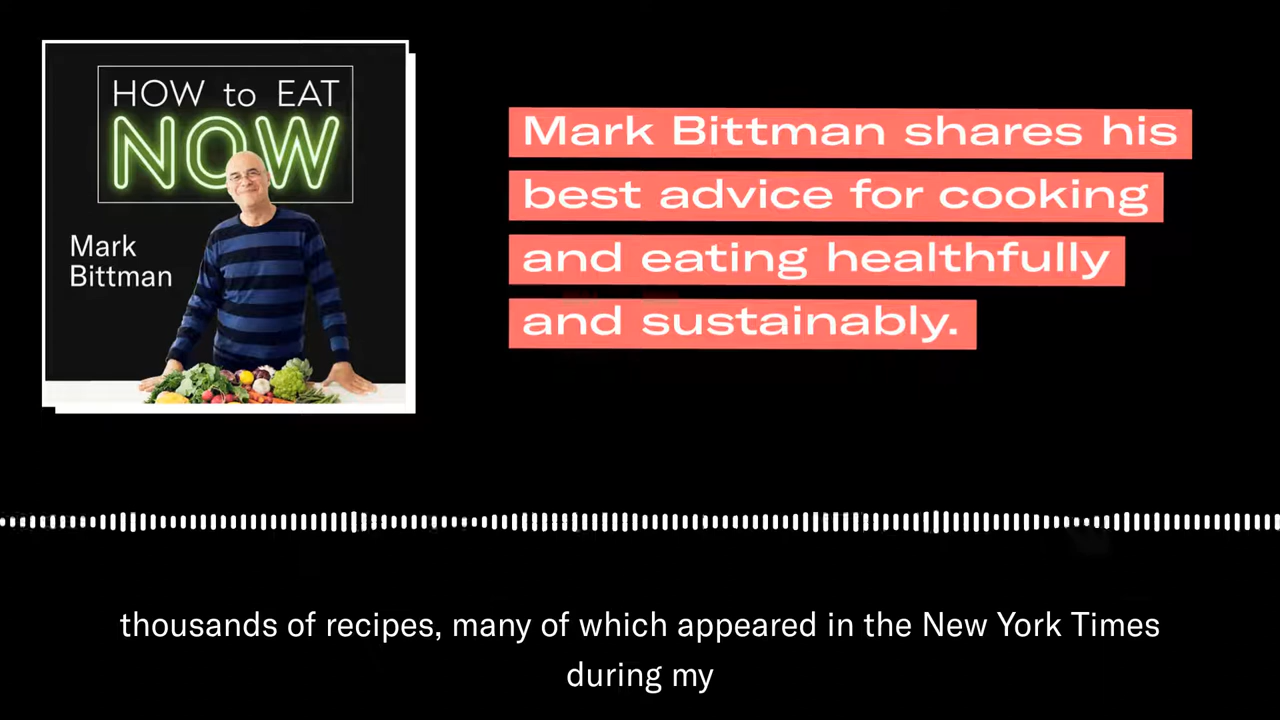 HOW to EAT
NOW
Mark
Bittman
Mark Bittman shares his
best advice for cooking
and eating healthfully
and sustainably.
thousands of recipes, many of which appeared in the New York Times
during my